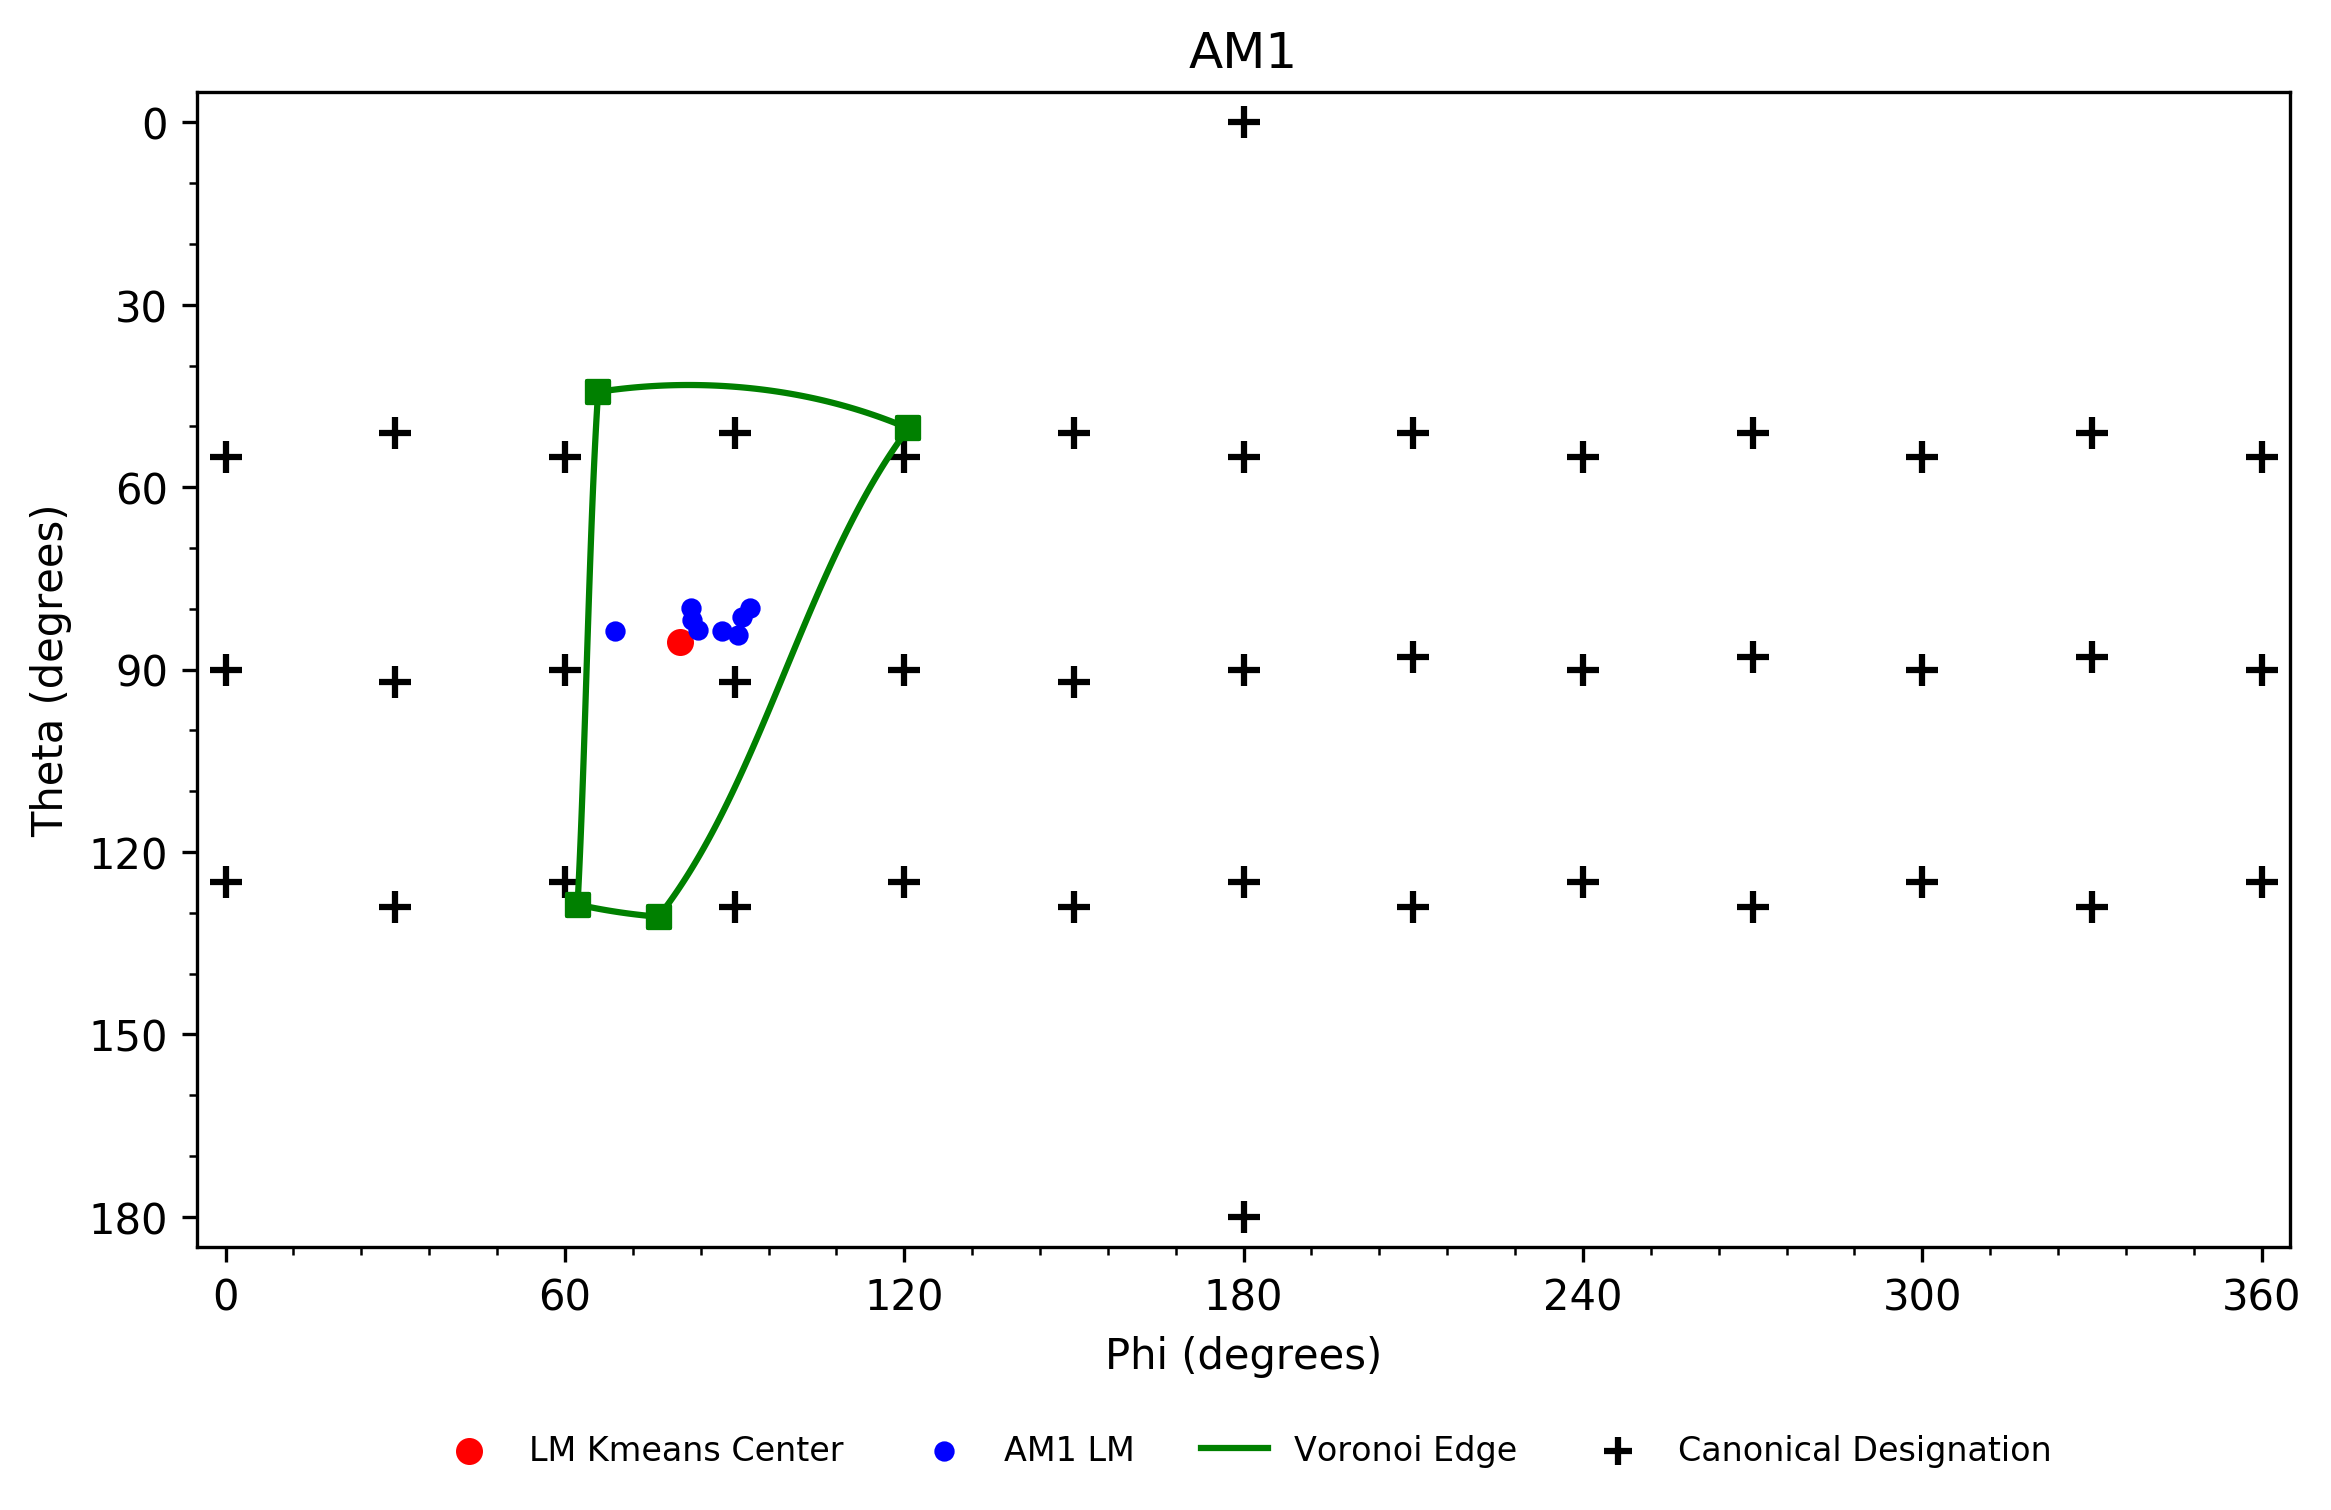 AM1
0
30
60
90
120
150
180
Theta (degrees)
0 60 120 180 240 300 360
Phi (degrees)
LM Kmeans Center AM1 LM Voronoi Edge Canonical Designation